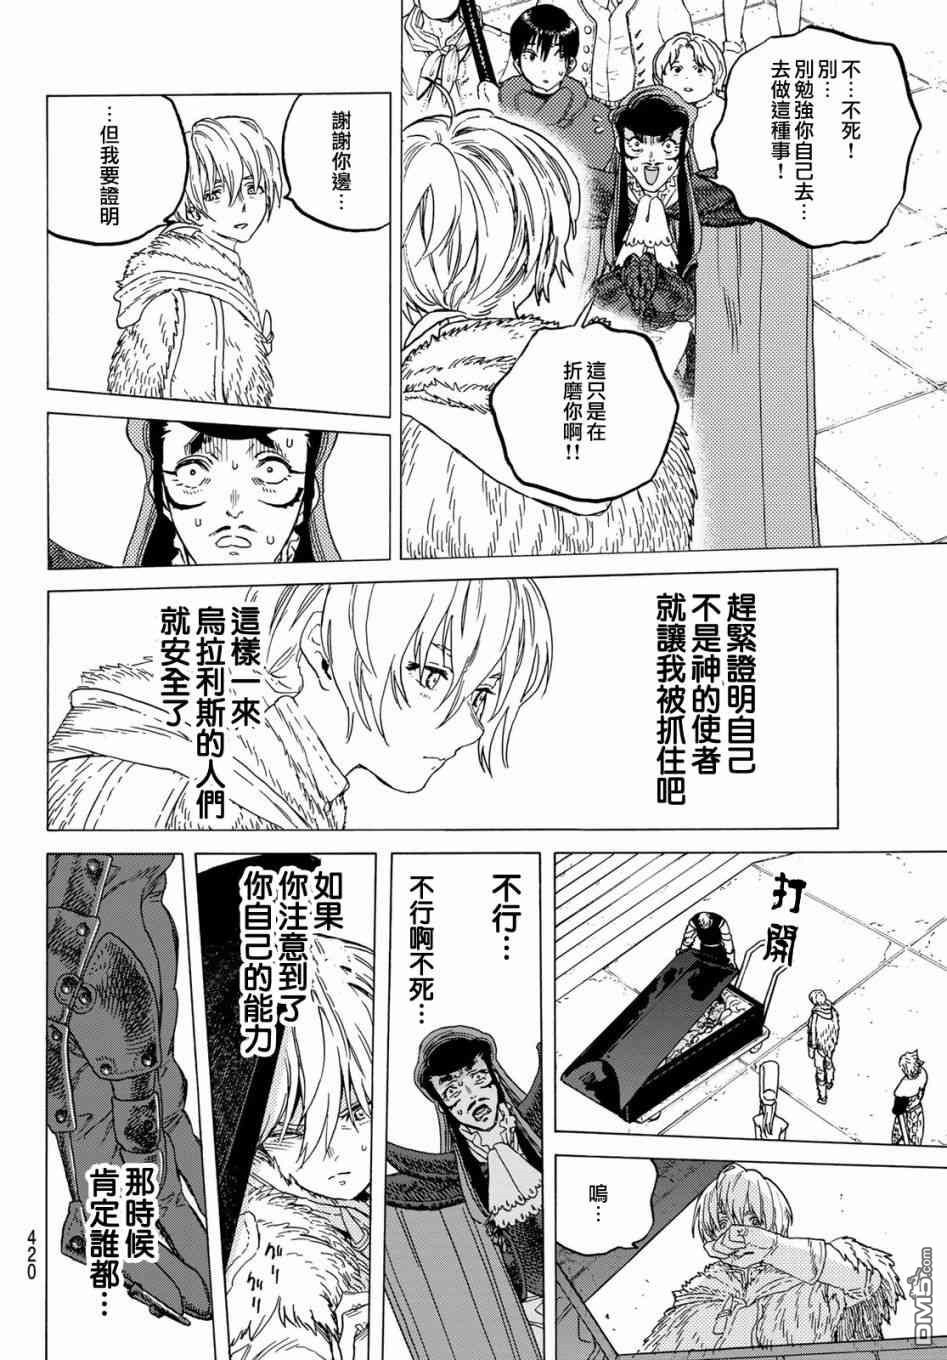 不…不死！
別…
別勉強你自己去…
去做這種事！
這只是在
折磨你啊!!
謝謝你邊…
…但我要證明
趕緊證明自己
不是神的使者
就讓我被抓住吧
這樣一來
烏拉利斯的人們
就安全了
打開
嗚…
不行…
不行啊不死…
如果
你注意到了
你自己的能力
那時候
肯定誰都…
420
DM5.com